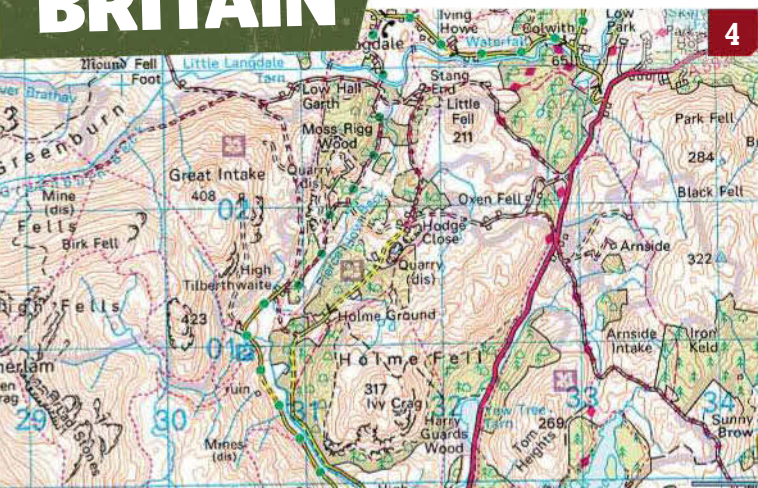 BRITAIN
4
Howe
Colwith
Low
Park
Waterfall
Mound
Fell
Foot
Little Langdale
Tarn
Low Hall
Garth
Stang
End
Little
Fell
211
Moss Rigg
Wood
Park Fell
284
Greenburn
Great Intake
408
Quarry
(dis)
Oxen Fell
Black Fell
Mine
(dis)
Fells
Birk Fell
02
Hodge
Close
Arnside
322
High
Tilberthwaite
Quarry
(dis)
Fells
423
Holme Ground
Arnside
Intake
Iron
Keld
01
Holme Fell
317
Ivy Crag
ruin
29
30
31
32
33
34
Yew Tree
Tarn
269
Tom
Heights
Harry
Guards
Wood
Sunny
Brow
Mines
(dis)
Stones